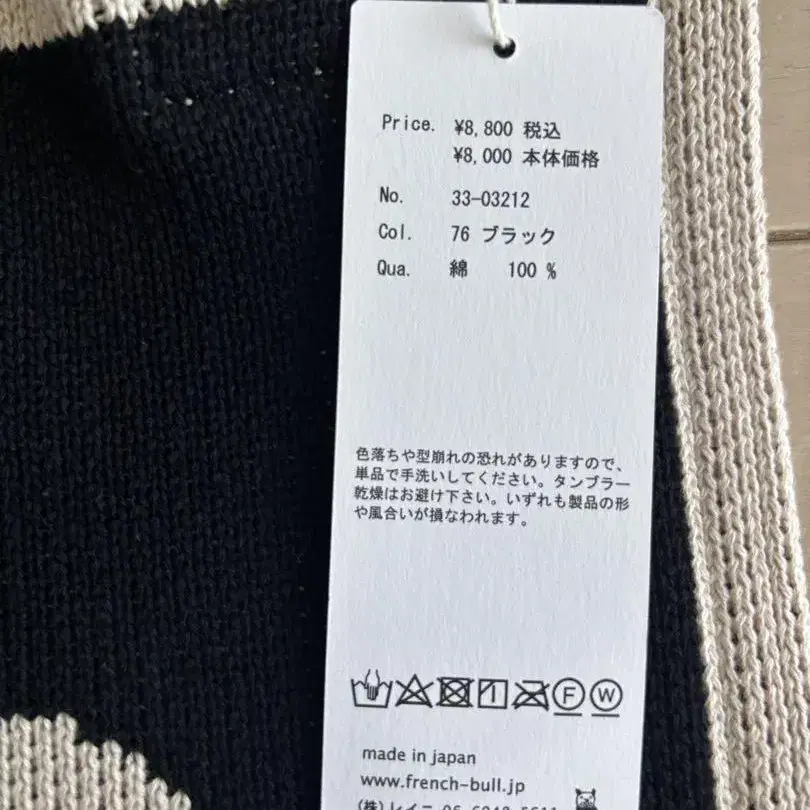 Price. ¥8,800 税込
¥8,000 本体価格
No. 33-03212
Col. 76 ブラック
Qua. 綿 100 %
色落ちや型崩れの恐れがありますので、
単品で手洗いしてください。タンブラー
乾燥はお避け下さい。いずれも製品の形
や風合いが損なわれます。
F W
made in japan
www.french-bull.jp
(株)レイニ